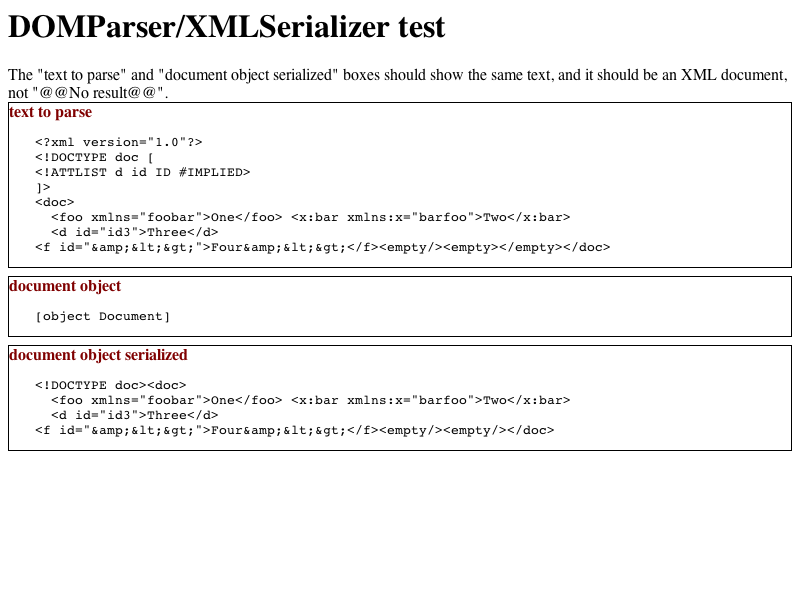 DOMParser/XMLSerializer test
The "text to parse" and "document object serialized" boxes should show the same text, and it should be an XML document,
not "@@No result@@".
text to parse
<?xml version="1.0"?>
<!DOCTYPE doc [
<!ATTLIST d id ID #IMPLIED>
]>
<doc>
  <foo xmlns="foobar">One</foo> <x:bar xmlns:x="barfoo">Two</x:bar>
  <d id="id3">Three</d>
<f id="&amp;&lt;&gt;">Four&amp;&lt;&gt;</f><empty/><empty></empty></doc>
document object
[object Document]
document object serialized
<!DOCTYPE doc><doc>
  <foo xmlns="foobar">One</foo> <x:bar xmlns:x="barfoo">Two</x:bar>
  <d id="id3">Three</d>
<f id="&amp;&lt;&gt;">Four&amp;&lt;&gt;</f><empty/><empty/></doc>